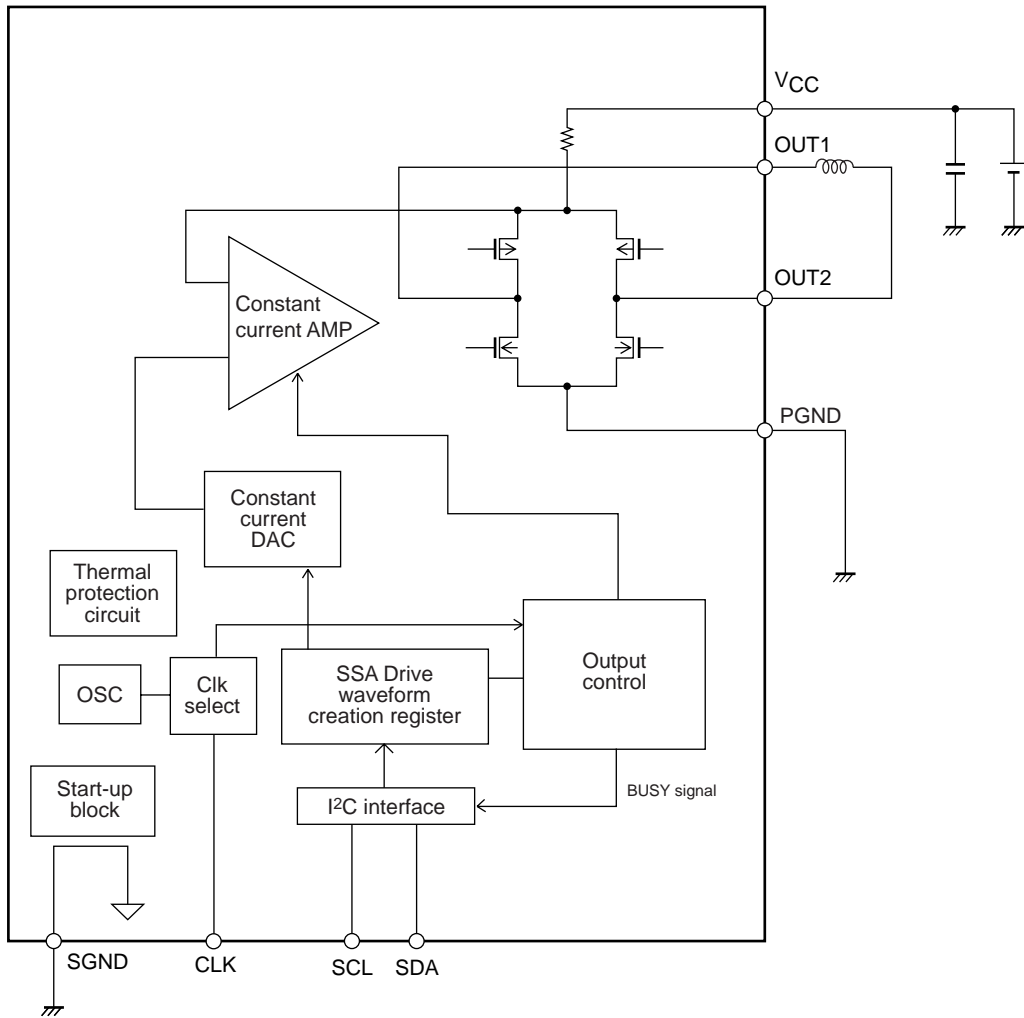 VCC
OUT1
Constant
current AMP
OUT2
PGND
Constant
current
DAC
Thermal
protection
circuit
OSC
Clk
select
SSA Drive
waveform
creation register
Output
control
Start-up
block
I²C interface
BUSY signal
SGND
CLK
SCL
SDA